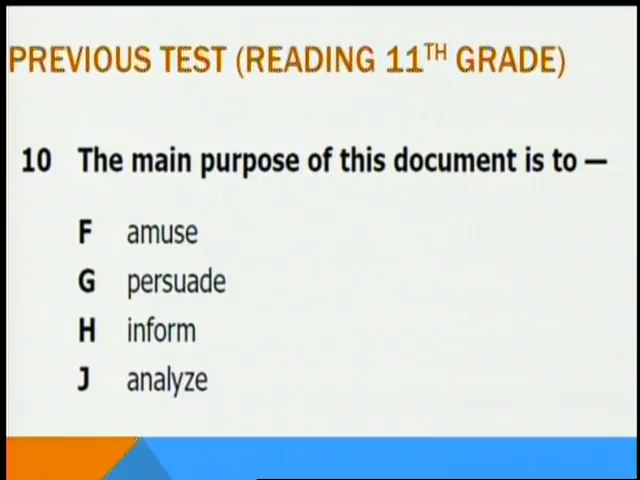 PREVIOUS TEST (READING 11TH GRADE)
10 The main purpose of this document is to —
F amuse
G persuade
H inform
J analyze